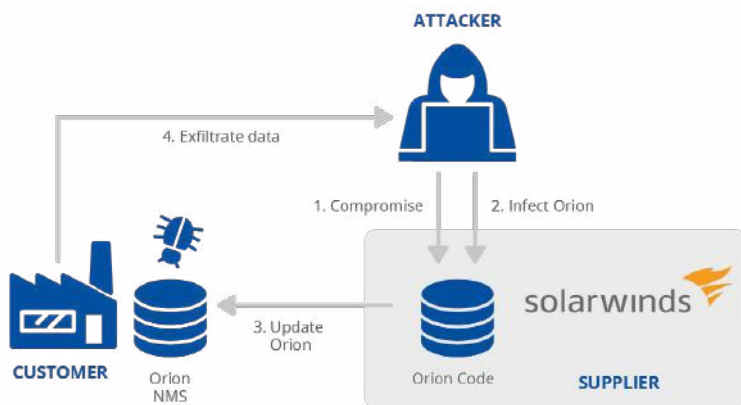 ATTACKER
4. Exfiltrate data
1. Compromise
2. Infect Orion
solarwinds
3. Update
Orion
CUSTOMER
Orion
NMS
Orion Code
SUPPLIER